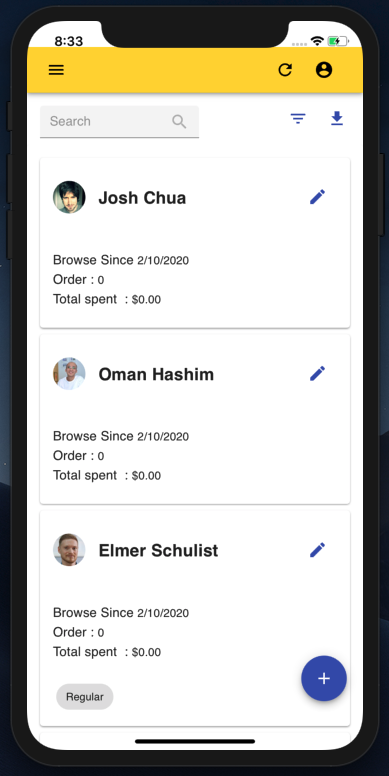 8:33
Search
Josh Chua
Browse Since 2/10/2020
Order : 0
Total spent : $0.00
Oman Hashim
Browse Since 2/10/2020
Order : 0
Total spent : $0.00
Elmer Schulist
Browse Since 2/10/2020
Order : 0
Total spent : $0.00
Regular